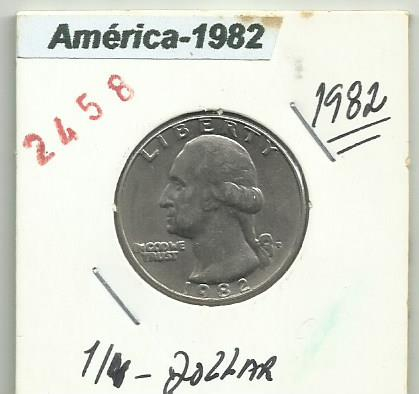 América-1982
2458
1982
LIBERTY
IN GOD WE
TRUST
1982
1/4 - DOLLAR